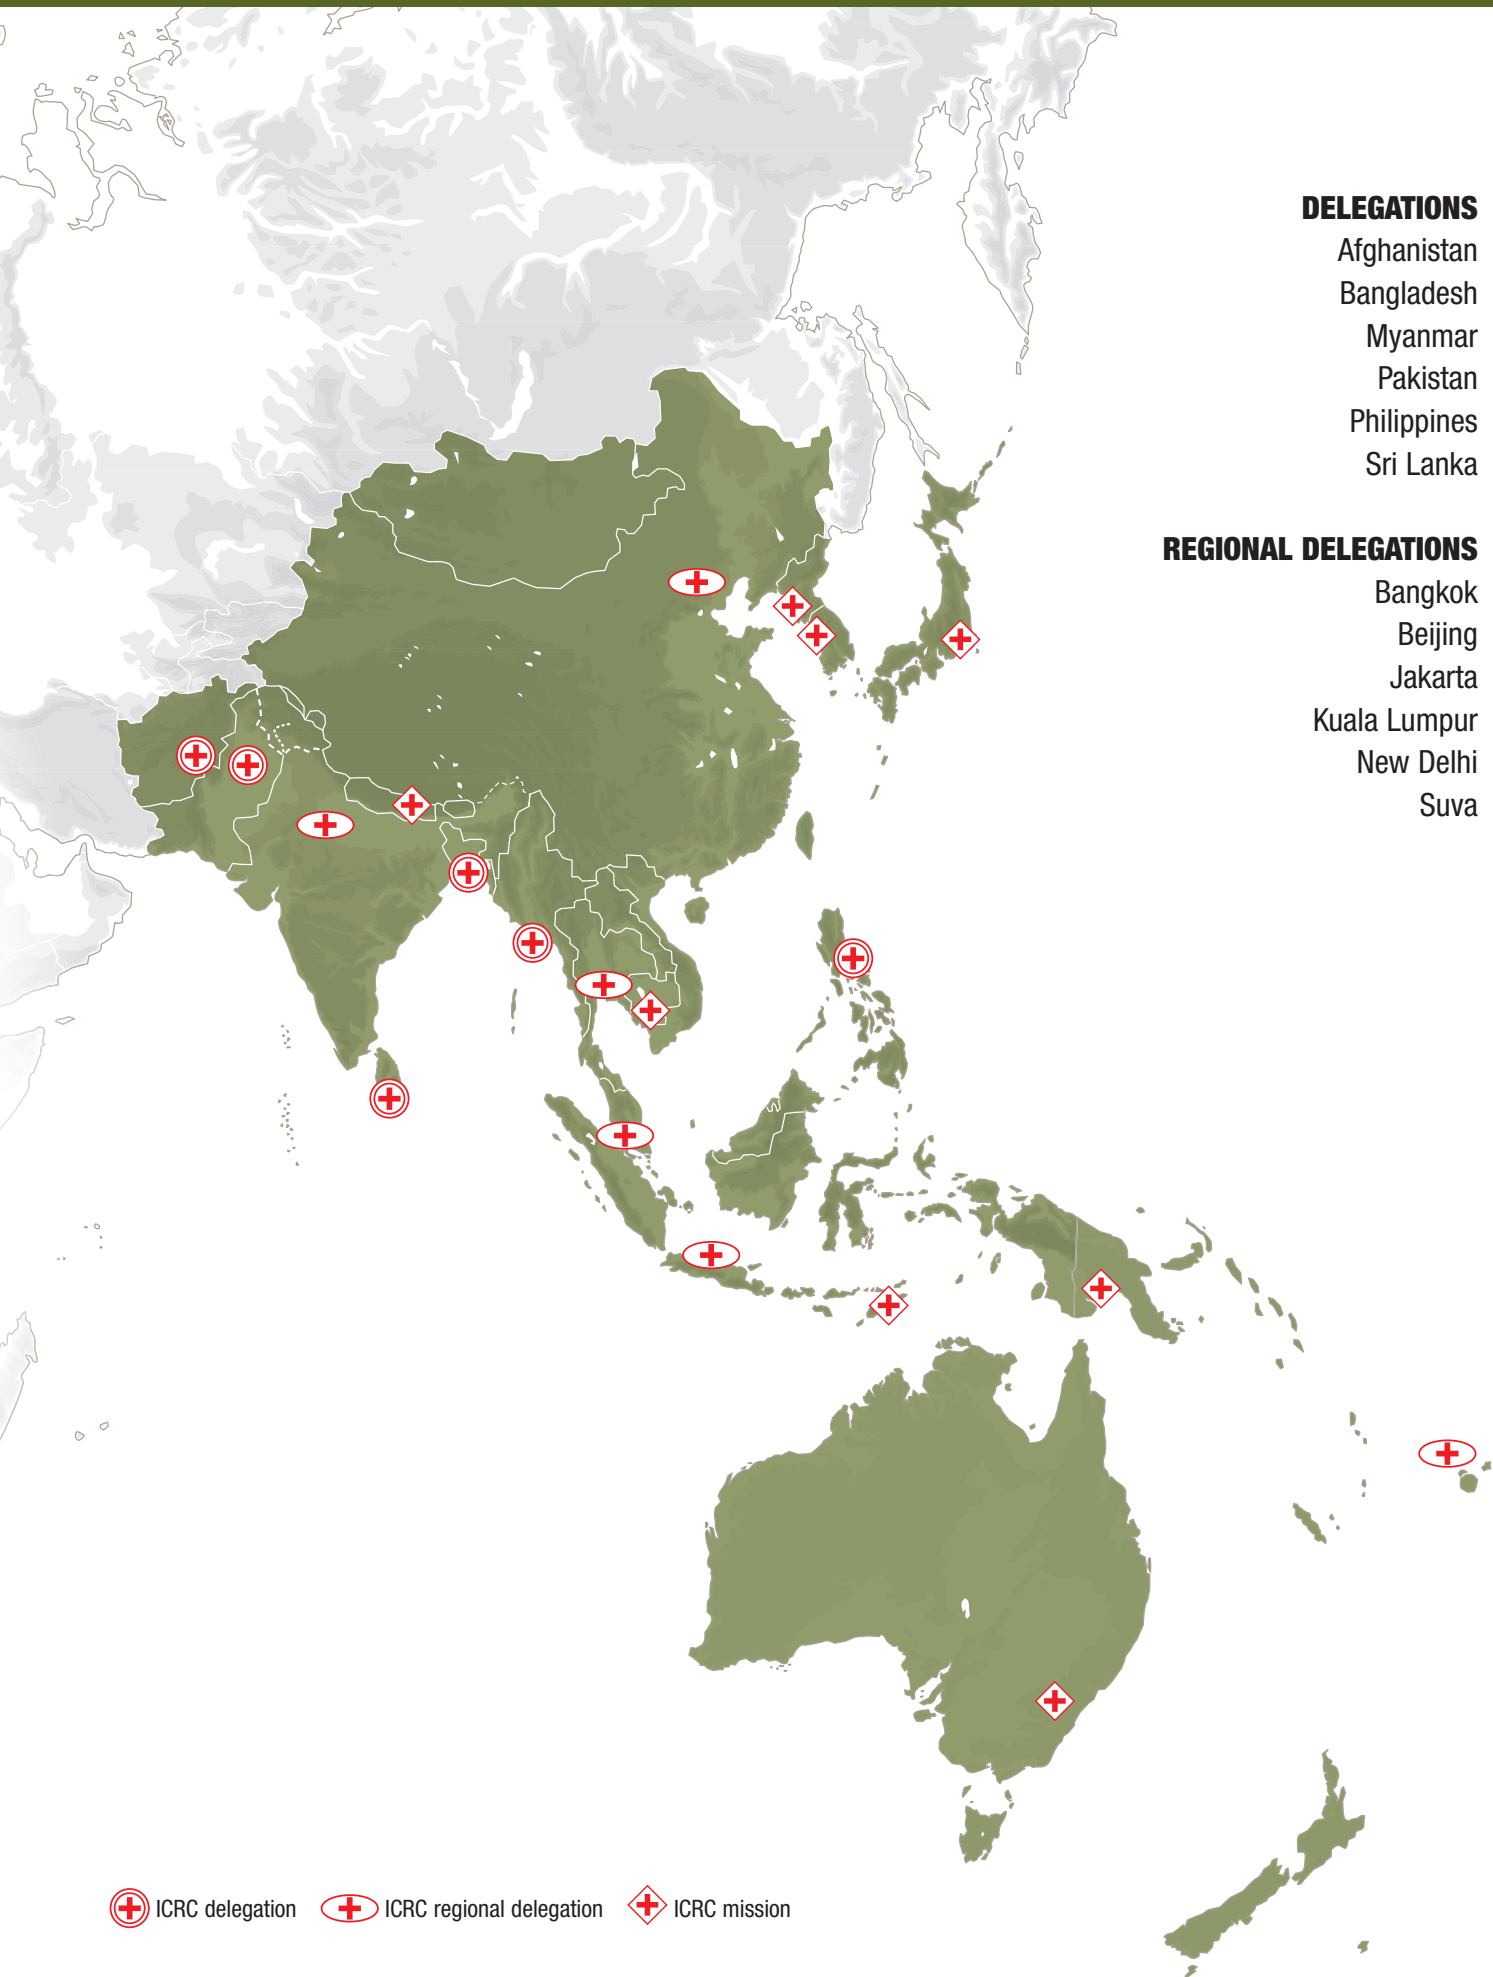 DELEGATIONS
Afghanistan
Bangladesh
Myanmar
Pakistan
Philippines
Sri Lanka
REGIONAL DELEGATIONS
Bangkok
Beijing
Jakarta
Kuala Lumpur
New Delhi
Suva
ICRC delegation ICRC regional delegation ICRC mission